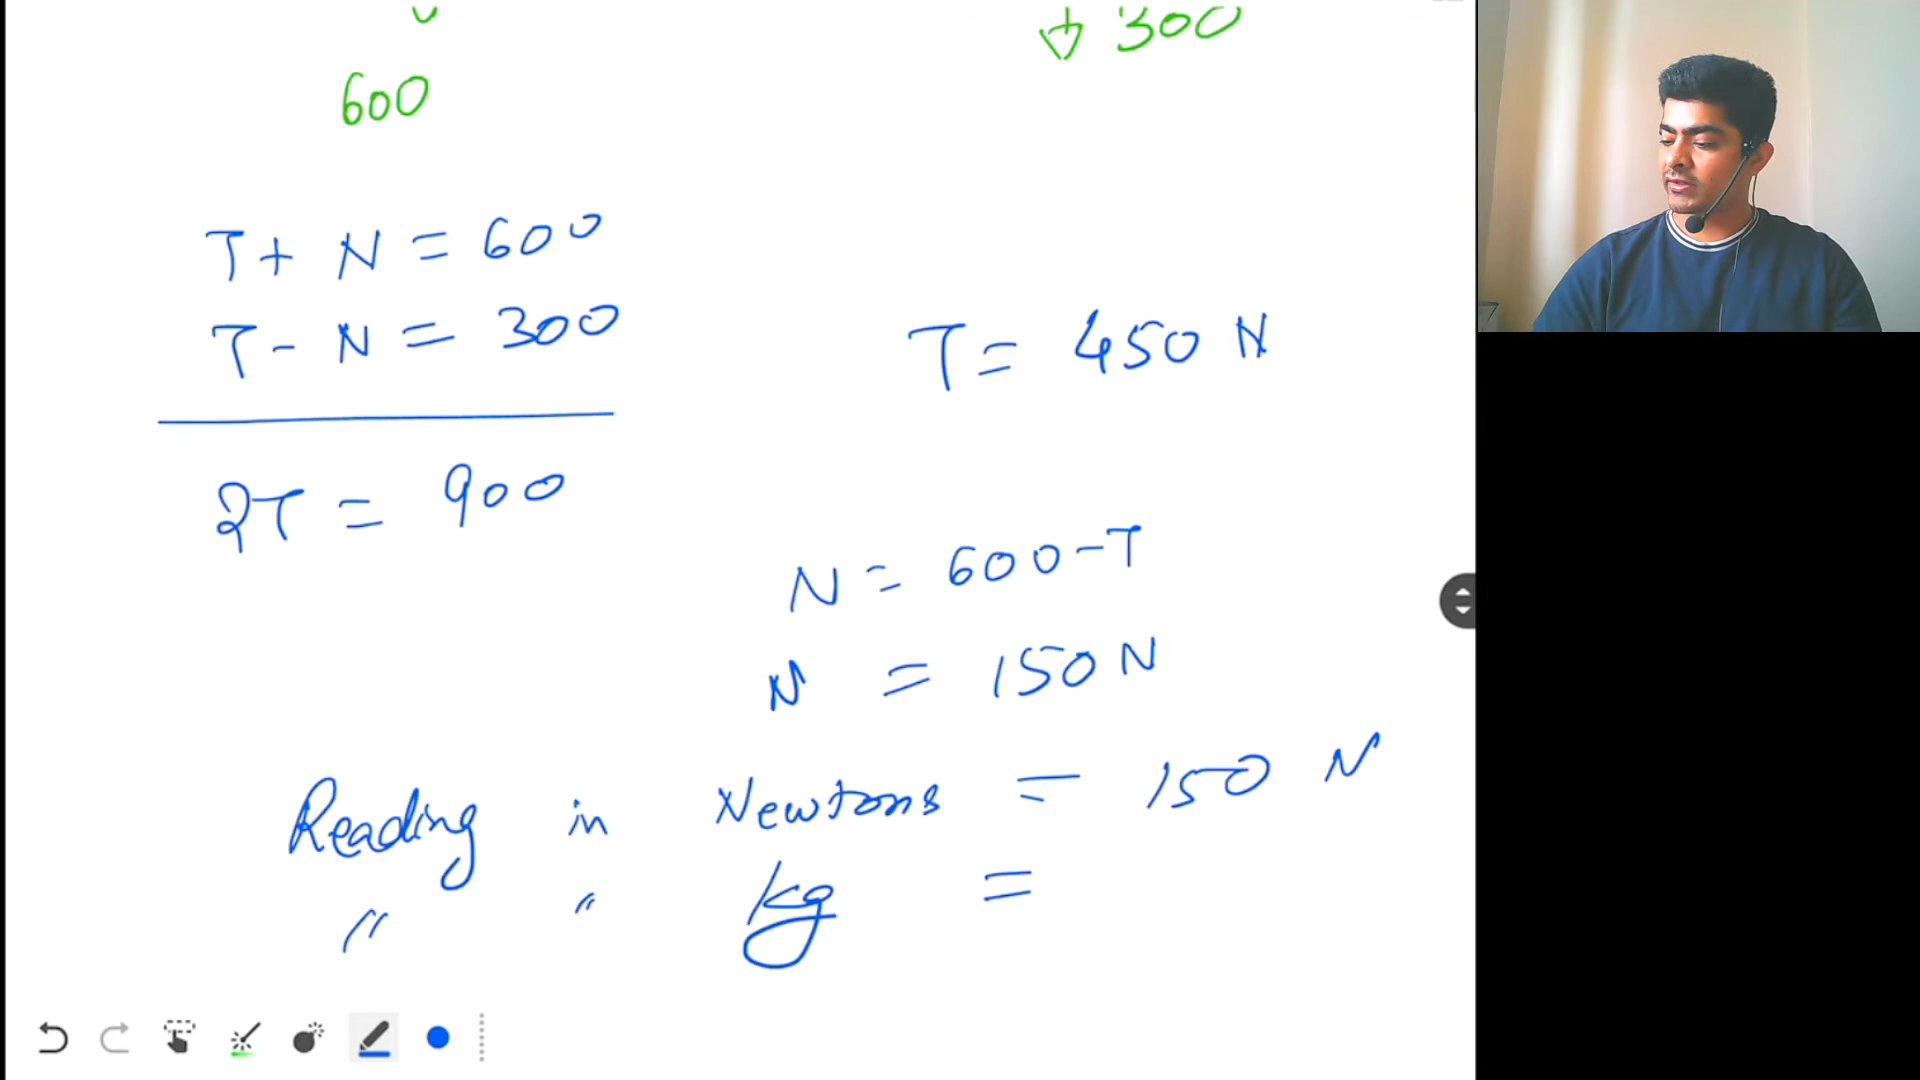 ↓ 300
600
T + N = 600
T - N = 300
T = 450 N
2T = 900
N = 600 - T
N = 150 N
Reading in Newtons = 150 N
" " kg =